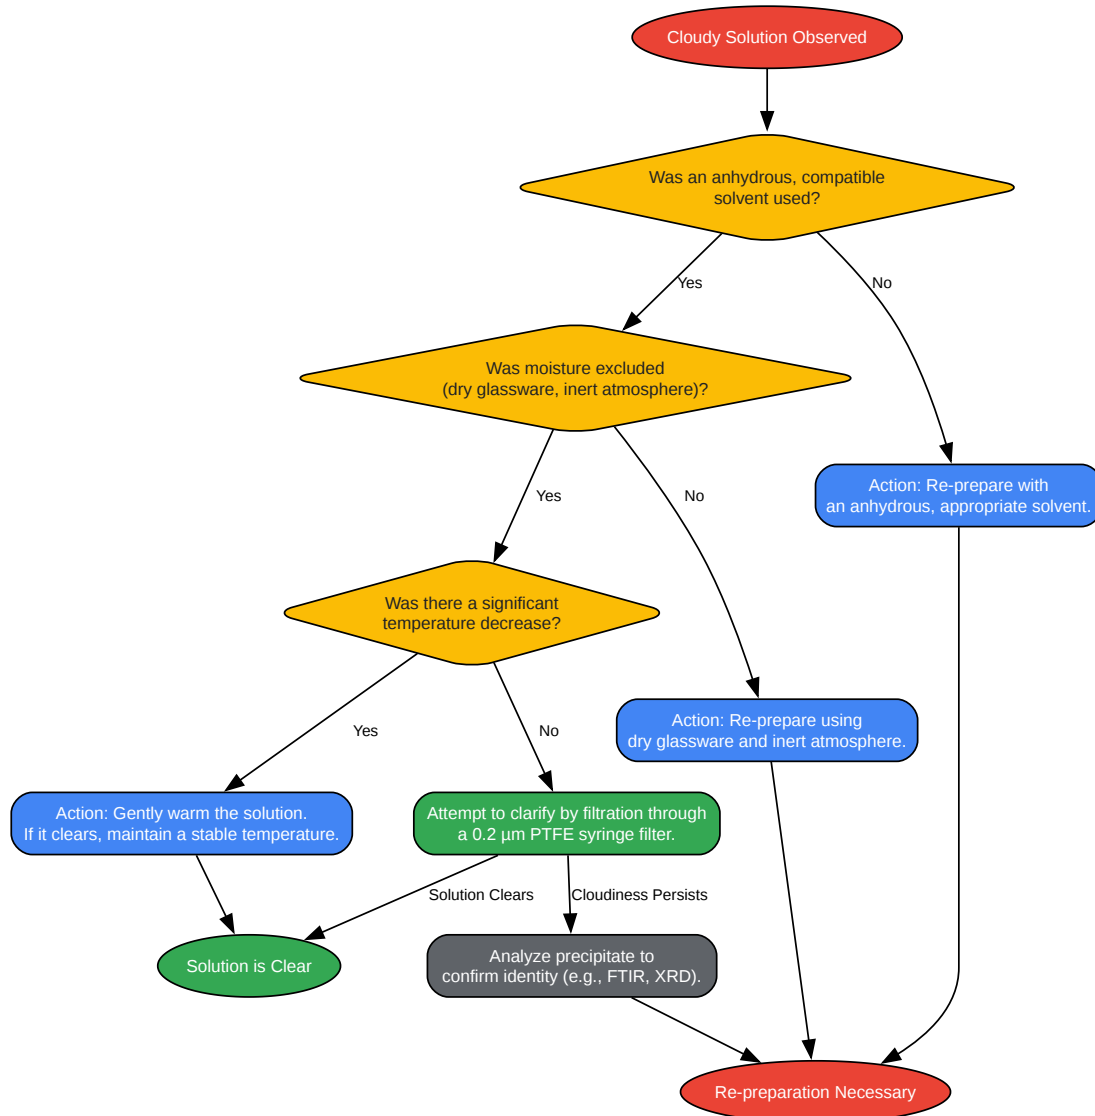 Cloudy Solution Observed
Was an anhydrous, compatible
solvent used?
Yes
No
Was moisture excluded
(dry glassware, inert atmosphere)?
Action: Re-prepare with
an anhydrous, appropriate solvent.
Yes
No
Was there a significant
temperature decrease?
Action: Re-prepare using
dry glassware and inert atmosphere.
Yes
No
Action: Gently warm the solution.
If it clears, maintain a stable temperature.
Attempt to clarify by filtration through
a 0.2 µm PTFE syringe filter.
Solution Clears
Cloudiness Persists
Solution is Clear
Analyze precipitate to
confirm identity (e.g., FTIR, XRD).
Re-preparation Necessary